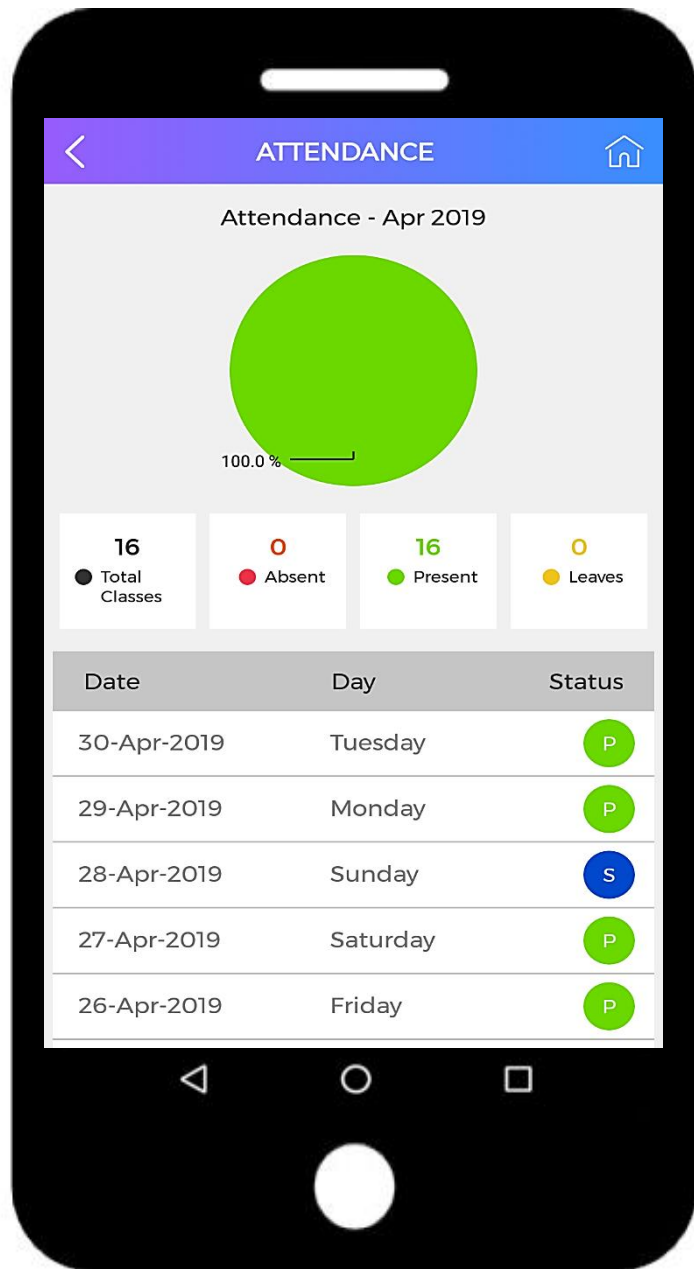 ATTENDANCE
Attendance - Apr 2019
100.0 %
16
Total
Classes
0
Absent
16
Present
0
Leaves
Date Day Status
30-Apr-2019 Tuesday P
29-Apr-2019 Monday P
28-Apr-2019 Sunday S
27-Apr-2019 Saturday P
26-Apr-2019 Friday P